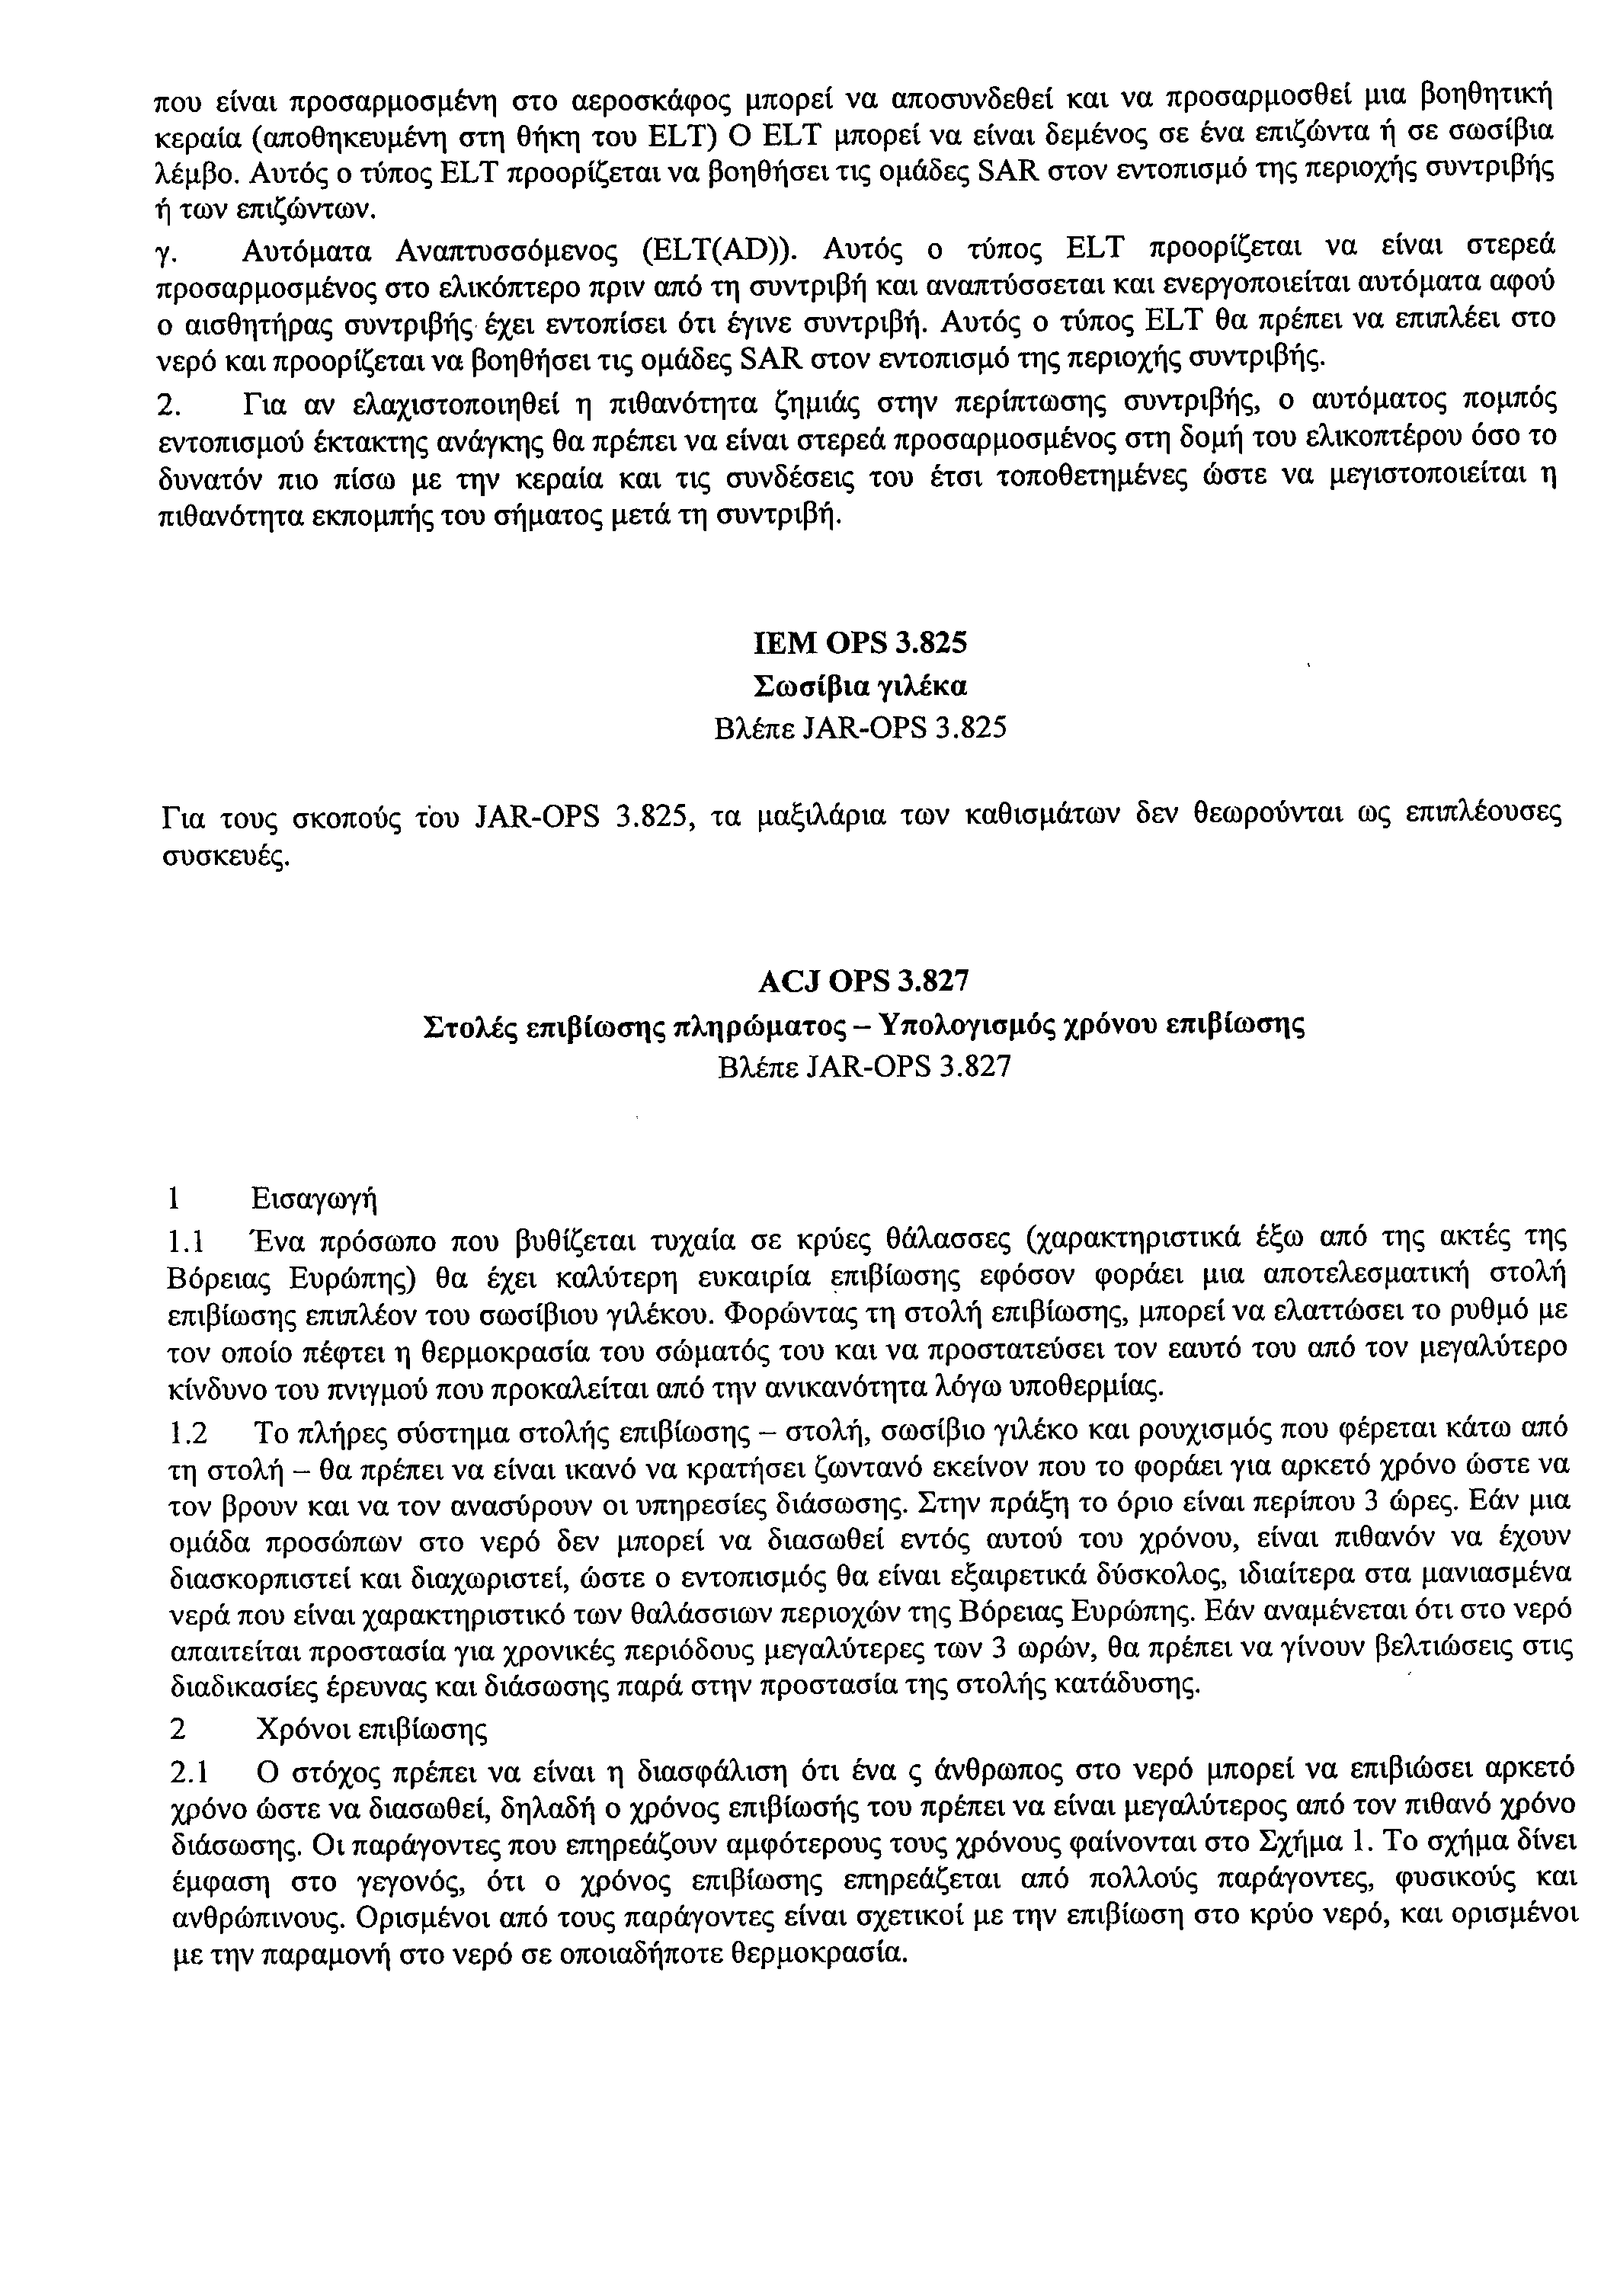 που είναι προσαρμοσμένη στο αεροσκάφος μπορεί να αποσυνδεθεί και να προσαρμοσθεί μια βοηθητική
κεραία (αποθηκευμένη στη θήκη του ELT) Ο ELT μπορεί να είναι δεμένος σε ένα επιζώντα ή σε σωσίβια
λέμβο. Αυτός ο τύπος ELT προορίζεται να βοηθήσει τις ομάδες SAR στον εντοπισμό της περιοχής συντριβής
ή των επιζώντων.
γ. Αυτόματα Αναπτυσσόμενος (ELT(AD)). Αυτός ο τύπος ELT προορίζεται να είναι στερεά
προσαρμοσμένος στο ελικόπτερο πριν από τη συντριβή και αναπτύσσεται και ενεργοποιείται αυτόματα αφού
ο αισθητήρας συντριβής έχει εντοπίσει ότι έγινε συντριβή. Αυτός ο τύπος ELT θα πρέπει να επιπλέει στο
νερό και προορίζεται να βοηθήσει τις ομάδες SAR στον εντοπισμό της περιοχής συντριβής.
2. Για αν ελαχιστοποιηθεί η πιθανότητα ζημιάς στην περίπτωσης συντριβής, ο αυτόματος πομπός
εντοπισμού έκτακτης ανάγκης θα πρέπει να είναι στερεά προσαρμοσμένος στη δομή του ελικοπτέρου όσο το
δυνατόν πιο πίσω με την κεραία και τις συνδέσεις του έτσι τοποθετημένες ώστε να μεγιστοποιείται η
πιθανότητα εκπομπής του σήματος μετά τη συντριβή.
IEM OPS 3.825
Σωσίβια γιλέκα
Βλέπε JAR-OPS 3.825
Για τους σκοπούς του JAR-OPS 3.825, τα μαξιλάρια των καθισμάτων δεν θεωρούνται ως επιπλέουσες
συσκευές.
ACJ OPS 3.827
Στολές επιβίωσης πληρώματος – Υπολογισμός χρόνου επιβίωσης
Βλέπε JAR-OPS 3.827
1 Εισαγωγή
1.1 Ένα πρόσωπο που βυθίζεται τυχαία σε κρύες θάλασσες (χαρακτηριστικά έξω από της ακτές της
Βόρειας Ευρώπης) θα έχει καλύτερη ευκαιρία επιβίωσης εφόσον φοράει μια αποτελεσματική στολή
επιβίωσης επιπλέον του σωσίβιου γιλέκου. Φορώντας τη στολή επιβίωσης, μπορεί να ελαττώσει το ρυθμό με
τον οποίο πέφτει η θερμοκρασία του σώματός του και να προστατεύσει τον εαυτό του από τον μεγαλύτερο
κίνδυνο του πνιγμού που προκαλείται από την ανικανότητα λόγω υποθερμίας.
1.2 Το πλήρες σύστημα στολής επιβίωσης – στολή, σωσίβιο γιλέκο και ρουχισμός που φέρεται κάτω από
τη στολή – θα πρέπει να είναι ικανό να κρατήσει ζωντανό εκείνον που το φοράει για αρκετό χρόνο ώστε να
τον βρουν και να τον ανασύρουν οι υπηρεσίες διάσωσης. Στην πράξη το όριο είναι περίπου 3 ώρες. Εάν μια
ομάδα προσώπων στο νερό δεν μπορεί να διασωθεί εντός αυτού του χρόνου, είναι πιθανόν να έχουν
διασκορπιστεί και διαχωριστεί, ώστε ο εντοπισμός θα είναι εξαιρετικά δύσκολος, ιδιαίτερα στα μανιασμένα
νερά που είναι χαρακτηριστικό των θαλάσσιων περιοχών της Βόρειας Ευρώπης. Εάν αναμένεται ότι στο νερό
απαιτείται προστασία για χρονικές περιόδους μεγαλύτερες των 3 ωρών, θα πρέπει να γίνουν βελτιώσεις στις
διαδικασίες έρευνας και διάσωσης παρά στην προστασία της στολής κατάδυσης.
2 Χρόνοι επιβίωσης
2.1 Ο στόχος πρέπει να είναι η διασφάλιση ότι ένα ς άνθρωπος στο νερό μπορεί να επιβιώσει αρκετό
χρόνο ώστε να διασωθεί, δηλαδή ο χρόνος επιβίωσής του πρέπει να είναι μεγαλύτερος από τον πιθανό χρόνο
διάσωσης. Οι παράγοντες που επηρεάζουν αμφότερους τους χρόνους φαίνονται στο Σχήμα 1. Το σχήμα δίνει
έμφαση στο γεγονός, ότι ο χρόνος επιβίωσης επηρεάζεται από πολλούς παράγοντες, φυσικούς και
ανθρώπινους. Ορισμένοι από τους παράγοντες είναι σχετικοί με την επιβίωση στο κρύο νερό, και ορισμένοι
με την παραμονή στο νερό σε οποιαδήποτε θερμοκρασία.